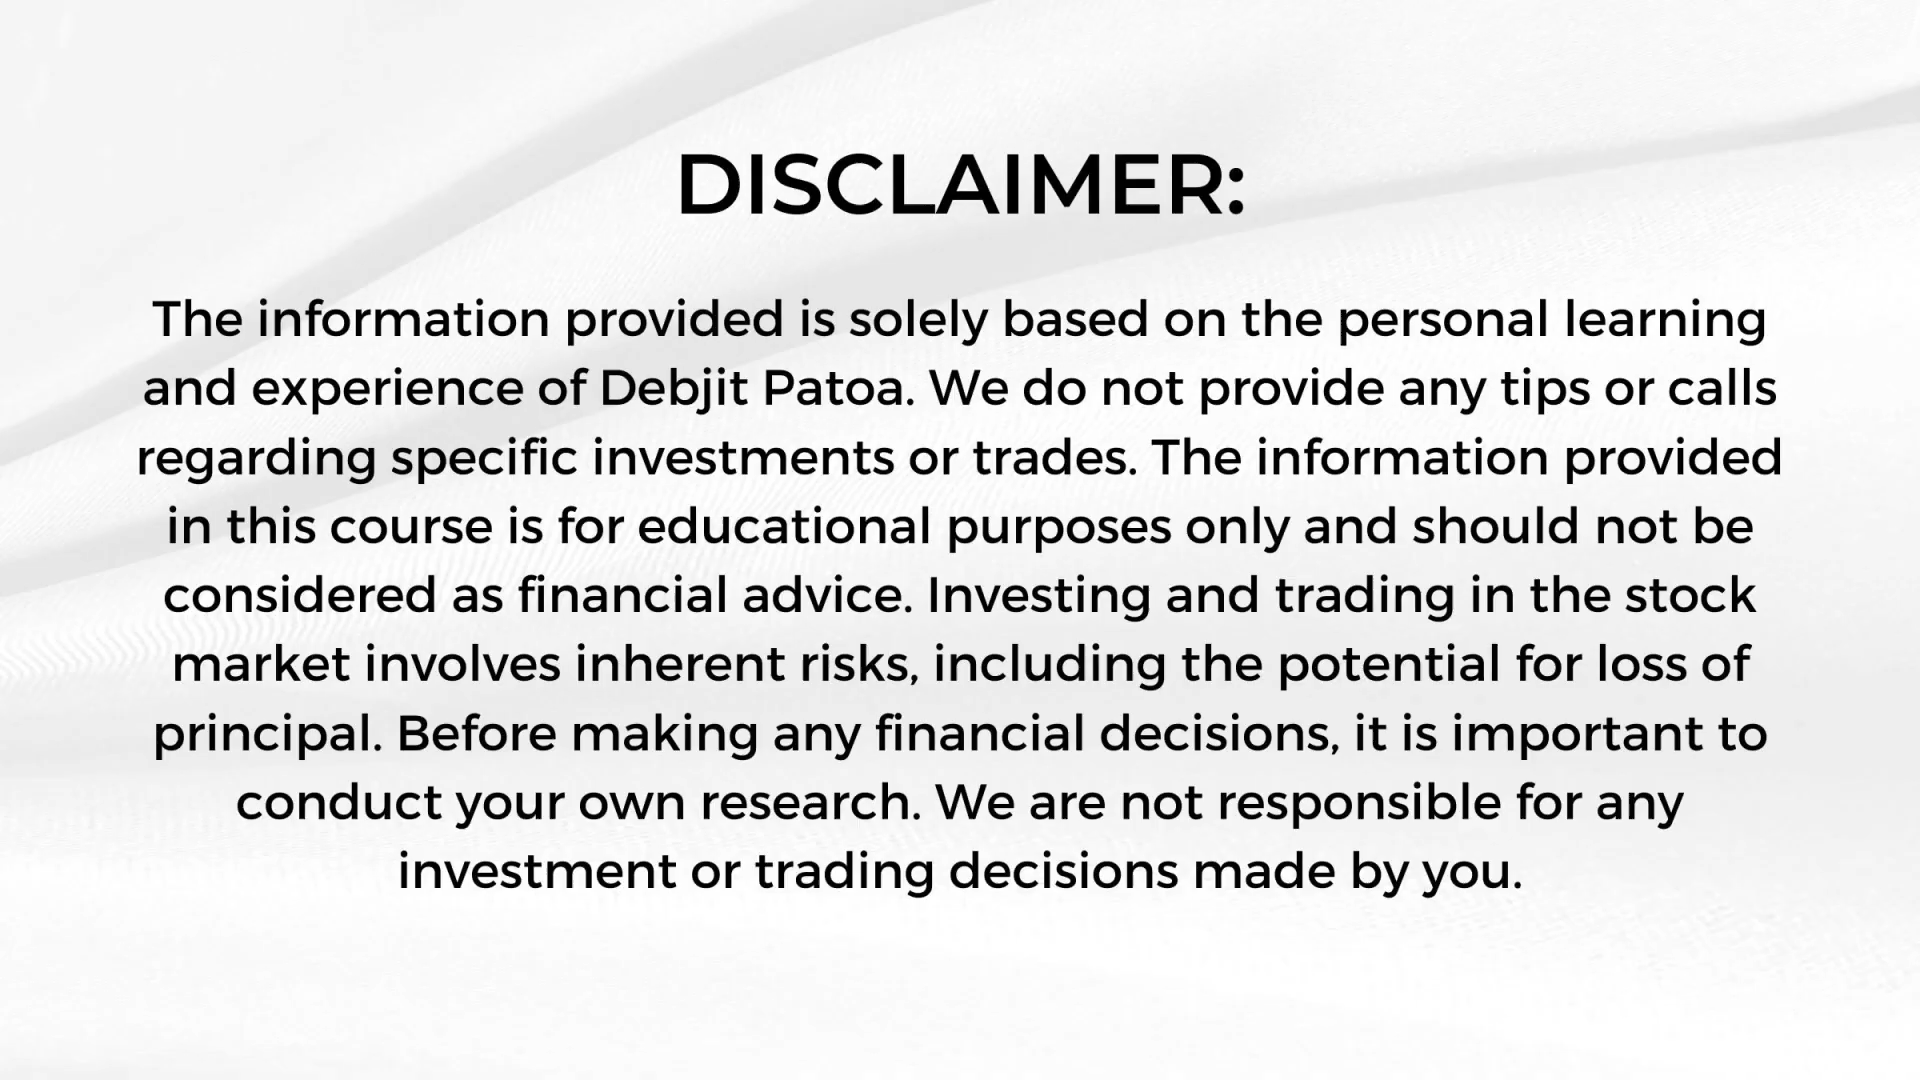 DISCLAIMER:
The information provided is solely based on the personal learning
and experience of Debjit Patoa. We do not provide any tips or calls
regarding specific investments or trades. The information provided
in this course is for educational purposes only and should not be
considered as financial advice. Investing and trading in the stock
market involves inherent risks, including the potential for loss of
principal. Before making any financial decisions, it is important to
conduct your own research. We are not responsible for any
investment or trading decisions made by you.